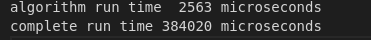 algorithm run time  2563 microseconds
complete run time 384020 microseconds